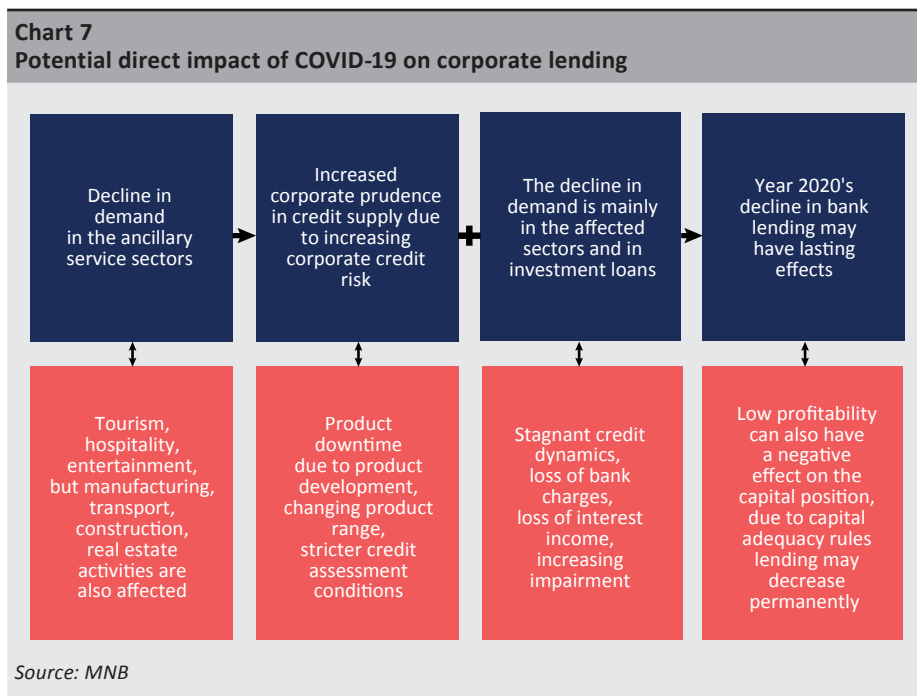 Chart 7
Potential direct impact of COVID-19 on corporate lending
Decline in
demand
in the ancillary
service sectors
Increased
corporate prudence
in credit supply due
to increasing
corporate credit
risk
The decline in
demand is mainly
in the affected
sectors and in
investment loans
Year 2020's
decline in bank
lending may
have lasting
effects
Tourism,
hospitality,
entertainment,
but manufacturing,
transport,
construction,
real estate
activities are
also affected
Product
downtime
due to product
development,
changing product
range,
stricter credit
assessment
conditions
Stagnant credit
dynamics,
loss of bank
charges,
loss of interest
income,
increasing
impairment
Low profitability
can also have
a negative
effect on the
capital position,
due to capital
adequacy rules
lending may
decrease
permanently
Source: MNB